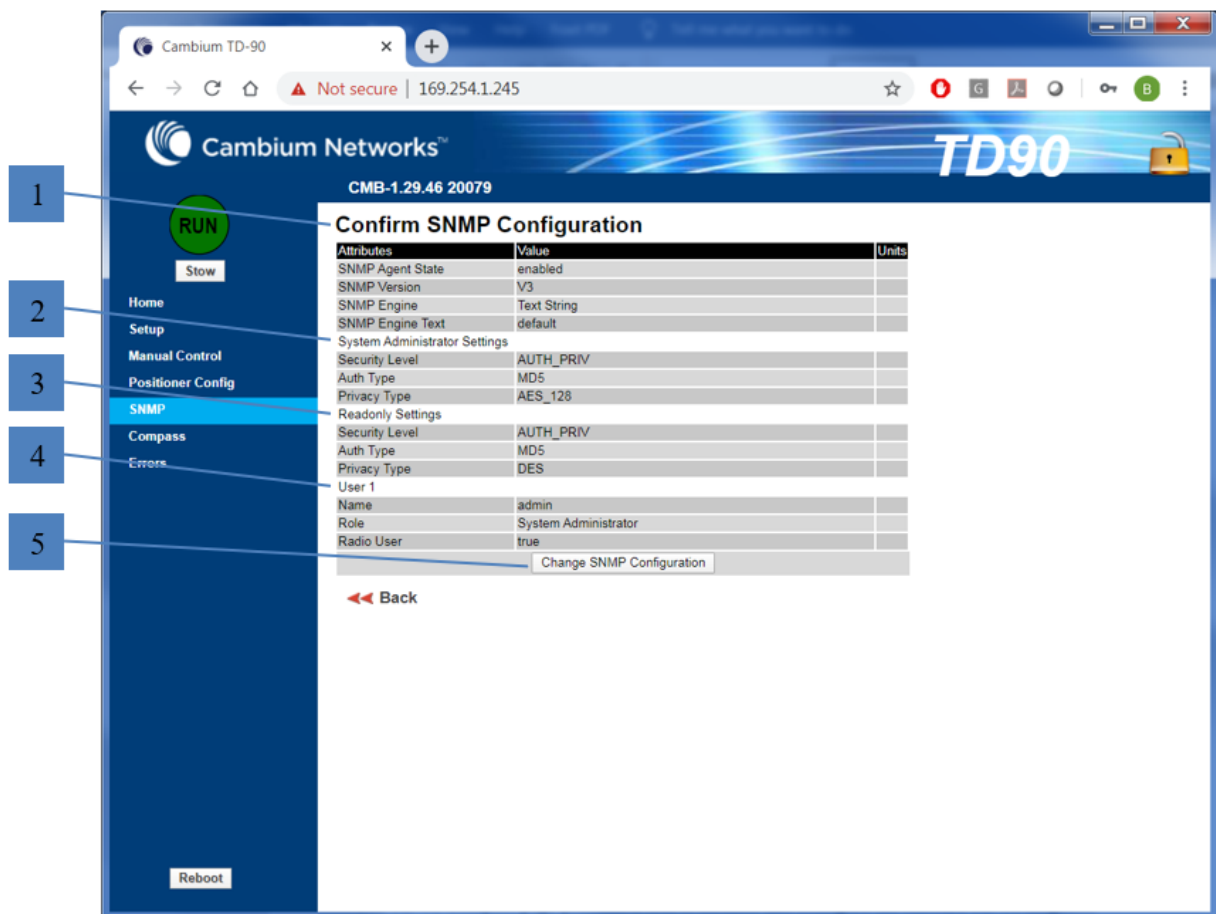 Cambium TD-90
Not secure | 169.254.1.245
G
B
Cambium Networks™
TD90
CMB-1.29.46 20079
1
RUN
Stow
Home
Setup
Manual Control
Positioner Config
SNMP
Compass
Errors
Reboot
2
3
4
5
Confirm SNMP Configuration
Attributes Value Units
SNMP Agent State enabled
SNMP Version V3
SNMP Engine Text String
SNMP Engine Text default
System Administrator Settings
Security Level AUTH_PRIV
Auth Type MD5
Privacy Type AES_128
Readonly Settings
Security Level AUTH_PRIV
Auth Type MD5
Privacy Type DES
User 1
Name admin
Role System Administrator
Radio User true
Change SNMP Configuration
Back